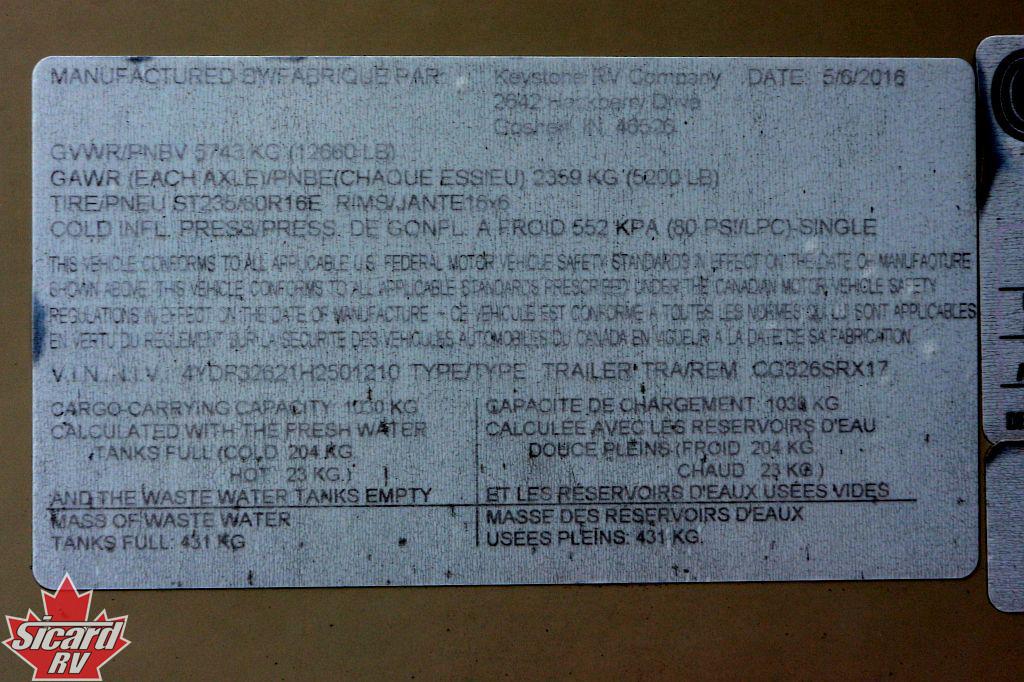 MANUFACTURED BY/FABRIQUE PAR: Keystone RV Company DATE: 5/6/2016
2642 Hackberry Drive
Goshen, IN. 46526
GVWR/PNBV 5743 KG (12660 LB)
GAWR (EACH AXLE)/PNBE(CHAQUE ESSIEU) 2359 KG (5200 LB)
TIRE/PNEU ST235/80R16E RIMS/JANTE16x6
COLD INFL. PRESS/PRESS. DE GONFL. A FROID 552 KPA (80 PSI/LPC)-SINGLE
THIS VEHICLE CONFORMS TO ALL APPLICABLE U.S. FEDERAL MOTOR VEHICLE SAFETY STANDARDS IN EFFECT ON THE DATE OF MANUFACTURE
SHOWN ABOVE. THIS VEHICLE CONFORMS TO ALL APPLICABLE STANDARDS PRESCRIBED UNDER THE CANADIAN MOTOR VEHICLE SAFETY
REGULATIONS IN EFFECT ON THE DATE OF MANUFACTURE - CE VEHICULE EST CONFORME A TOUTES LES NORMES QUI LUI SONT APPLICABLES
EN VERTU DU REGLEMENT SUR LA SECURITE DES VEHICULES AUTOMOBILES DU CANADA EN VIGUEUR A LA DATE DE SA FABRICATION
V.I.N./N.I.V. 4YDR32621H2501210 TYPE/TYPE TRAILER TRA/REM CG326SRX17
CARGO-CARRYING CAPACITY 1030 KG
CALCULATED WITH THE FRESH WATER
TANKS FULL (COLD 204 KG.
HOT 23 KG.)
AND THE WASTE WATER TANKS EMPTY
MASS OF WASTE WATER
TANKS FULL: 431 KG
CAPACITE DE CHARGEMENT 1030 KG
CALCULEE AVEC LES RESERVOIRS D'EAU
DOUCE PLEINS (FROID 204 KG.
CHAUD 23 KG.)
ET LES RESERVOIRS D'EAUX USÉES VIDES
MASSE DES RESERVOIRS D'EAUX
USEES PLEINS: 431 KG.
Sicard
RV